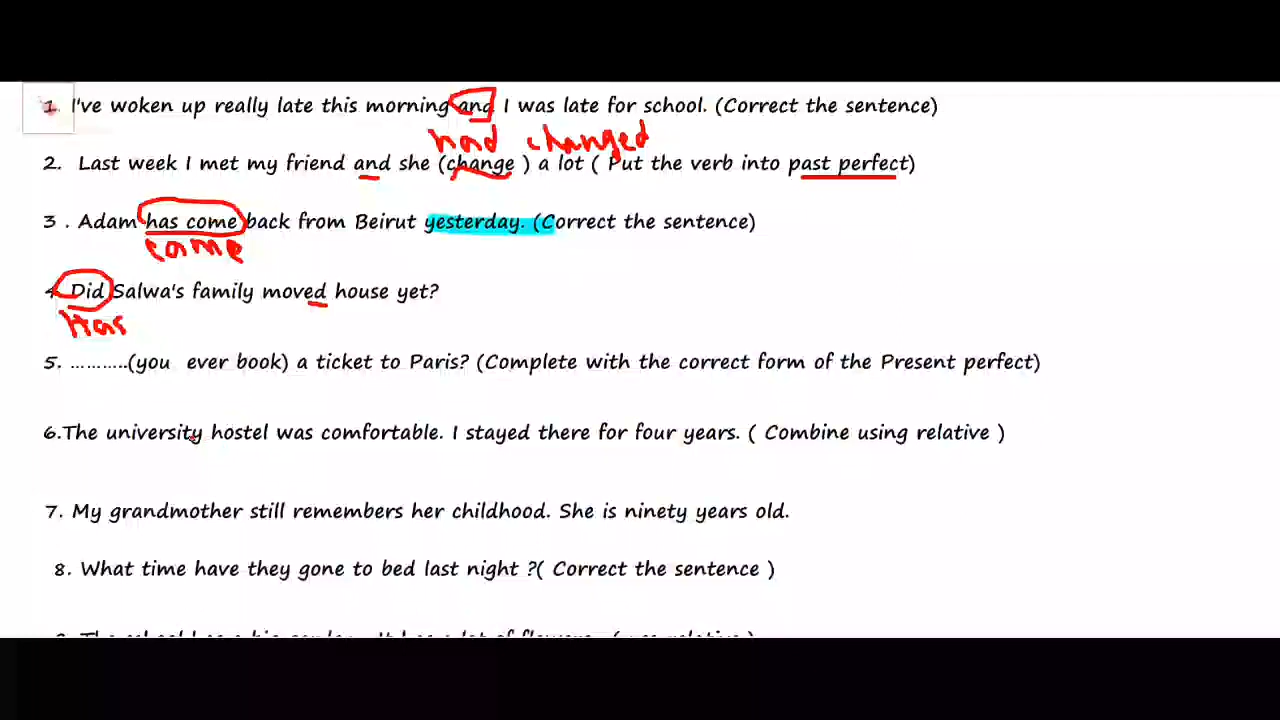 1. I've woken up really late this morning and I was late for school. (Correct the sentence)
had changed
2. Last week I met my friend and she (change ) a lot ( Put the verb into past perfect)
3 . Adam has come back from Beirut yesterday. (Correct the sentence)
came
4. Did Salwa's family moved house yet?
Has
5. ………..(you ever book) a ticket to Paris? (Complete with the correct form of the Present perfect)
6.The university hostel was comfortable. I stayed there for four years. ( Combine using relative )
7. My grandmother still remembers her childhood. She is ninety years old.
8. What time have they gone to bed last night ?( Correct the sentence )